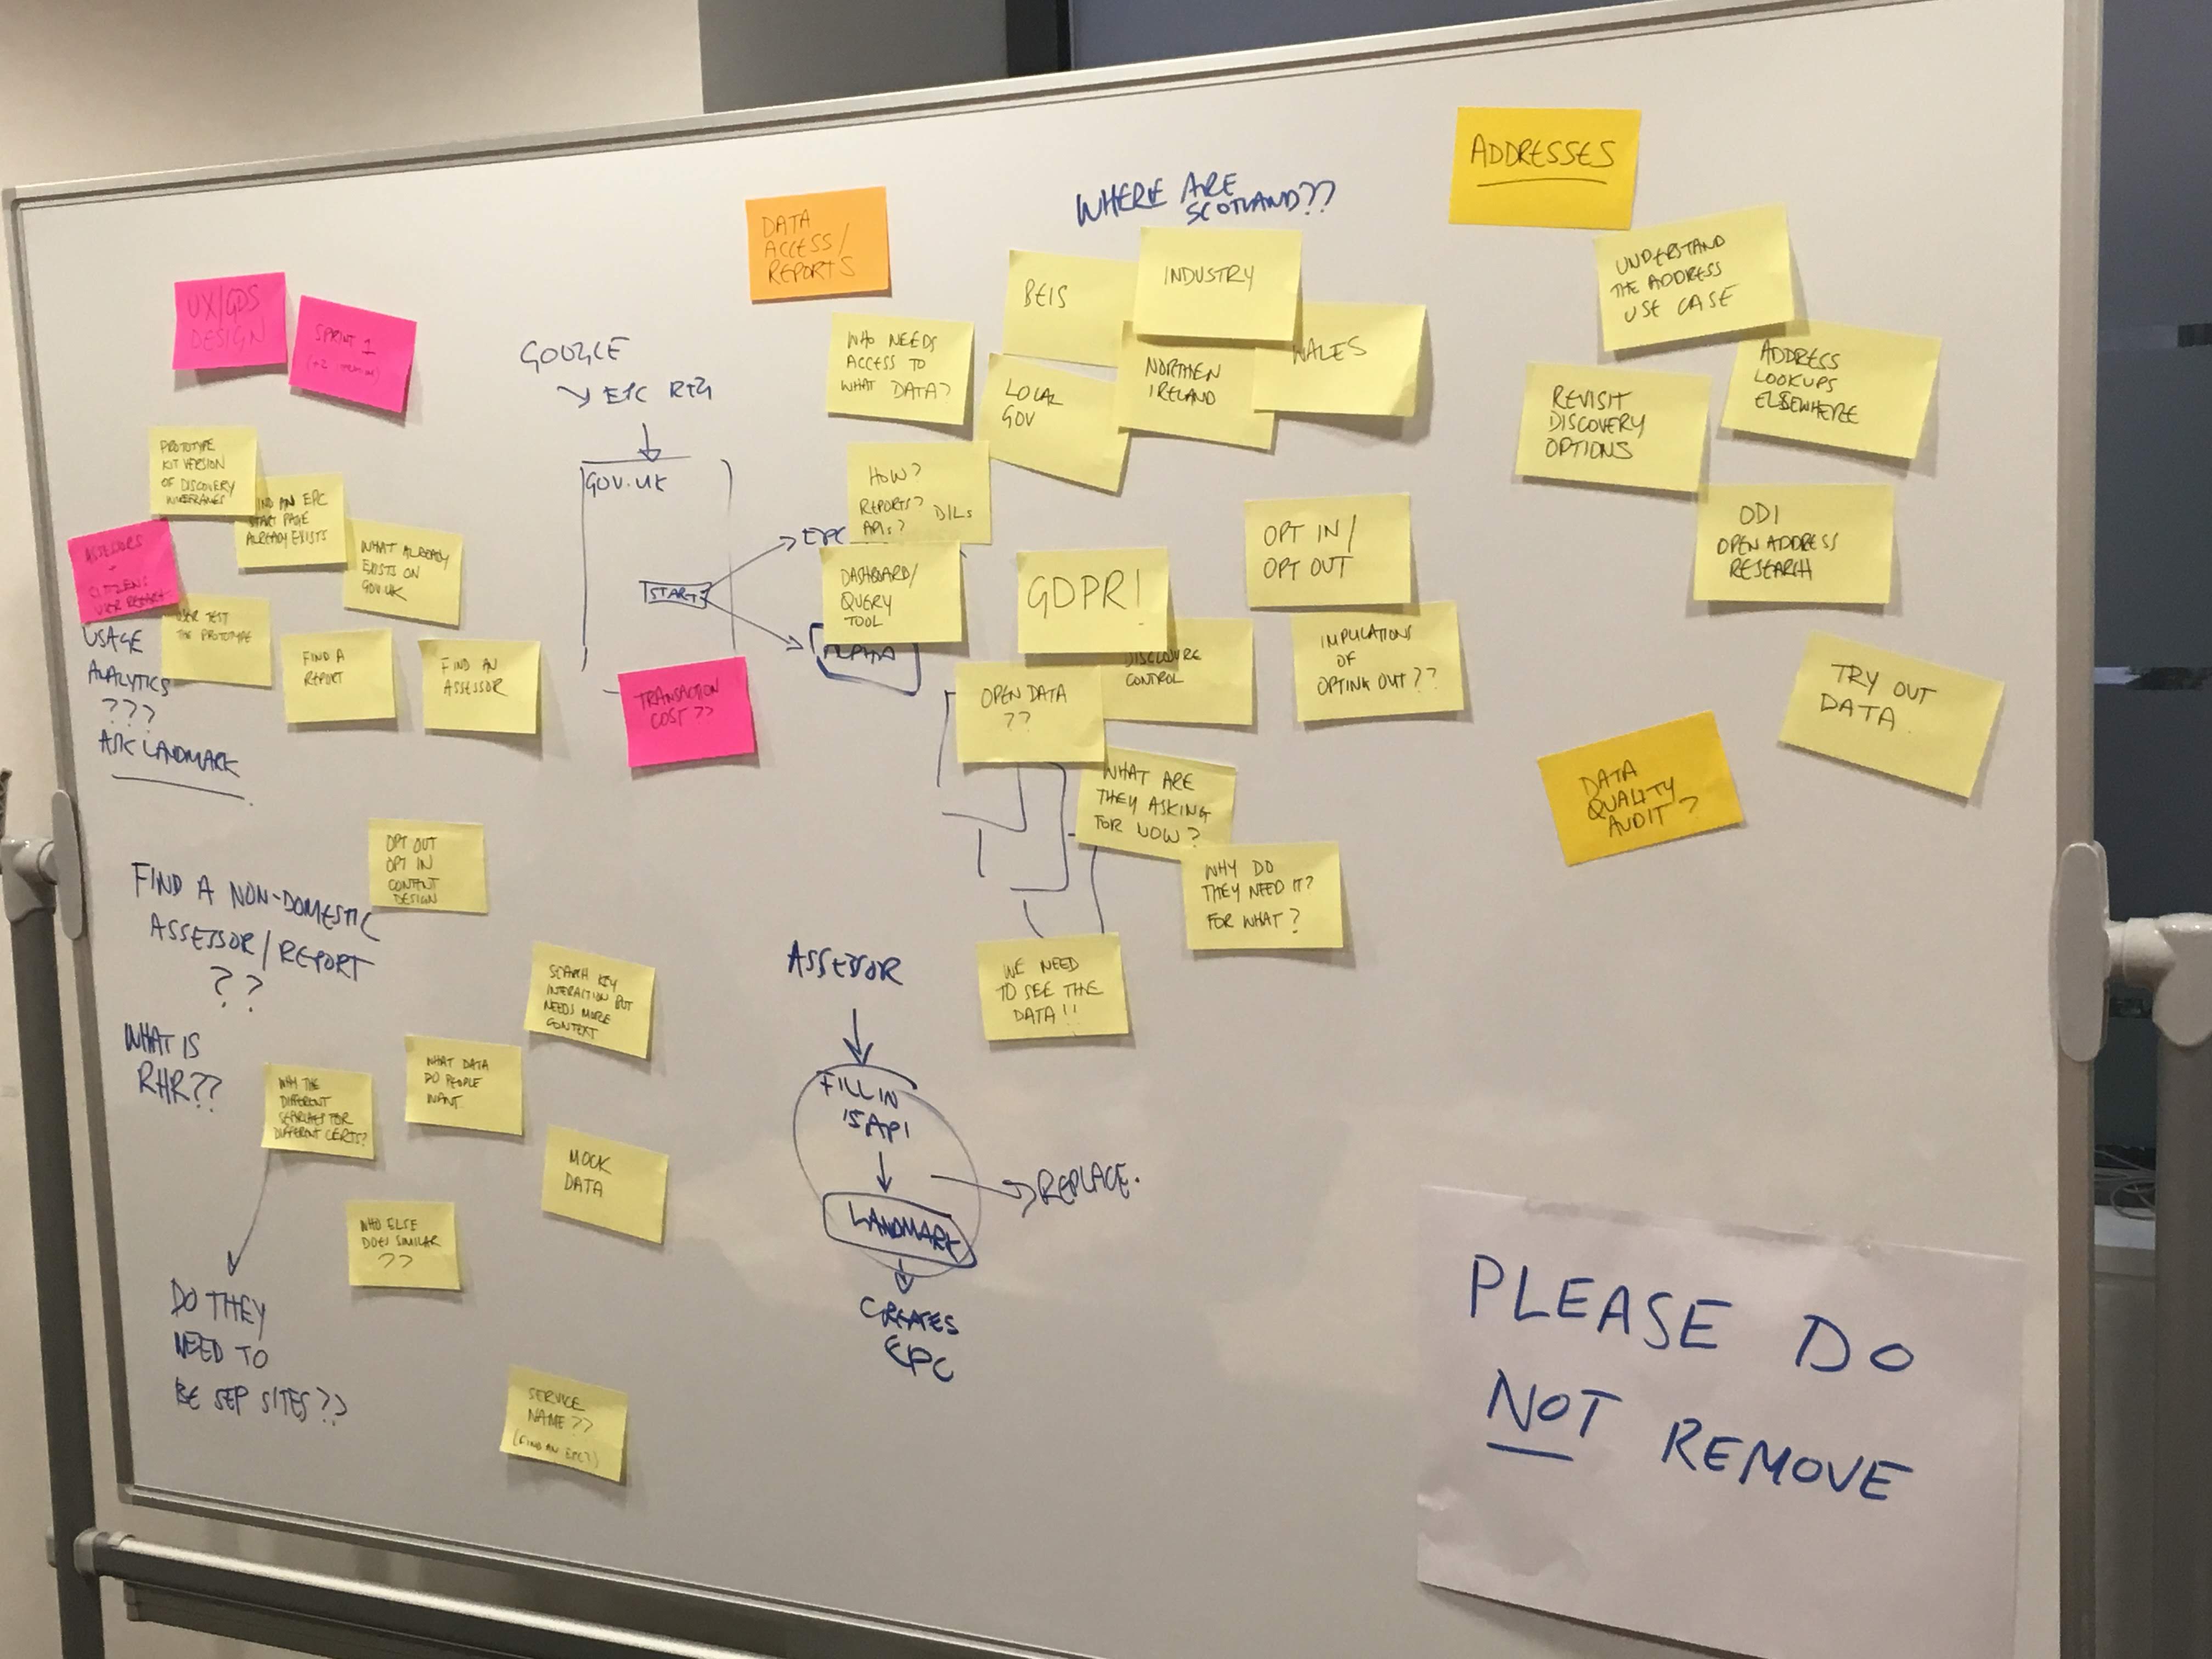 ADDRESSES
WHERE ARE
SCOTLAND??
DATA
ACCESS/
REPORTS
UX/GDS
DESIGN
SPRINT 1
PROTOTYPE
KIT VERSION
OF DISCOVERY
WIREFRAMES
FIND AN EPC
START PAGE
ALREADY EXISTS
WHAT ALREADY
EXISTS ON
GOV.UK
ASSESSORS
+
CITIZENS
USER
USER TEST
THE PROTOTYPE
FIND A
REPORT
FIND AN
ASSESSOR
USAGE
ANALYTICS
???
ASK LANDMARK
OPT OUT
OPT IN
CONTENT
DESIGN
FIND A NON-DOMESTIC
ASSESSOR/REPORT
??
SEARCH KEY
INTERACTION BUT
NEEDS MORE
CONTEXT
WHAT IS
RHR??
WHY THE
DIFFERENT
SEARCHES FOR
DIFFERENT CERTS?
WHAT DATA
DO PEOPLE
WANT
MOCK
DATA
WHO ELSE
DOES SIMILAR
??
DO THEY
NEED TO
BE SEP SITES??
SERVICE
NAME??
(FIND AN EPC?)
GOOGLE
EPC REG
GOV.UK
START
EPC
TRANSACTION
COST??
WHO NEEDS
ACCESS TO
WHAT DATA?
HOW?
REPORTS?
APIs? DILs
DASHBOARD/
QUERY
TOOL
BEIS
INDUSTRY
LOCAL
GOV
NORTHEN
IRELAND
WALES
GDPR!
OPT IN/
OPT OUT
DISCLOSURE
CONTROL
IMPLICATIONS
OF
OPTING OUT??
OPEN DATA
??
WHAT ARE
THEY ASKING
FOR NOW?
WHY DO
THEY NEED IT?
FOR WHAT?
WE NEED
TO SEE THE
DATA!!
ASSESSOR
FILL IN
API
LANDMARK
REPLACE.
CREATES
EPC
UNDERSTAND
THE ADDRESS
USE CASE
ADDRESS
LOOKUPS
ELSEWHERE
REVISIT
DISCOVERY
OPTIONS
ODI
OPEN ADDRESS
RESEARCH
TRY OUT
DATA
DATA
QUALITY
AUDIT?
PLEASE DO
NOT REMOVE